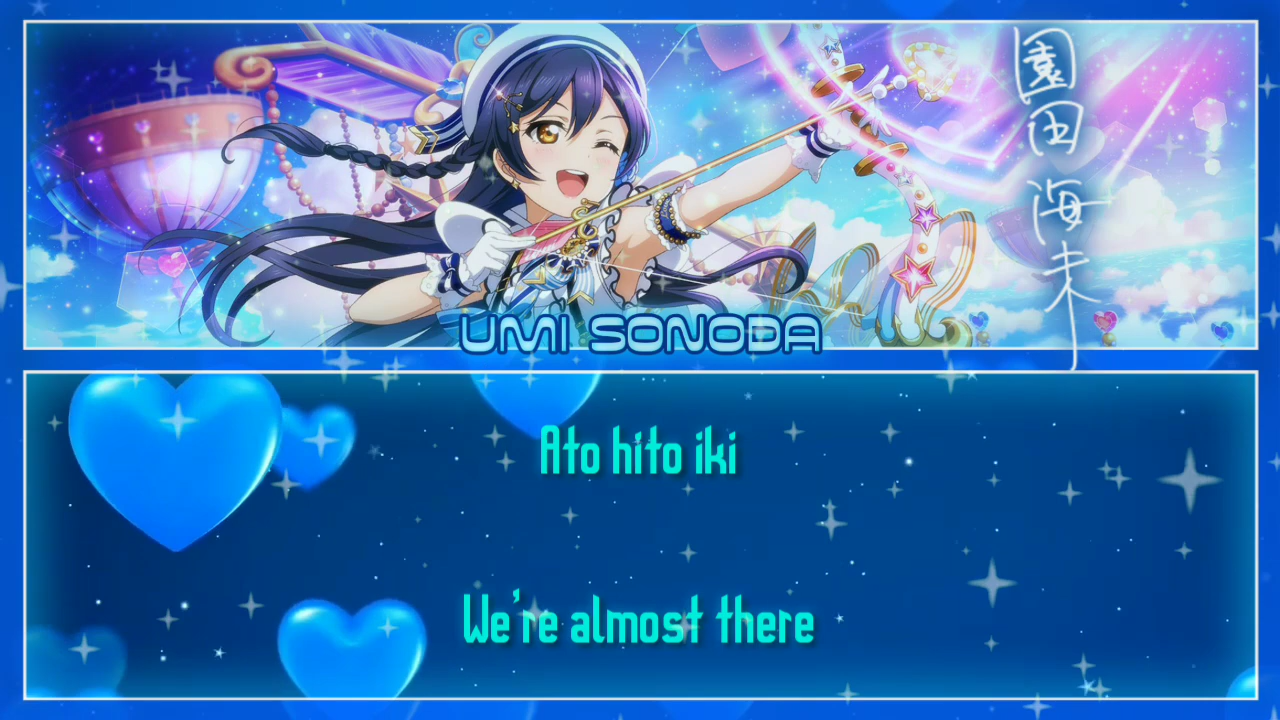 園田 海未
UMI SONODA
Ato hito iki
We're almost there